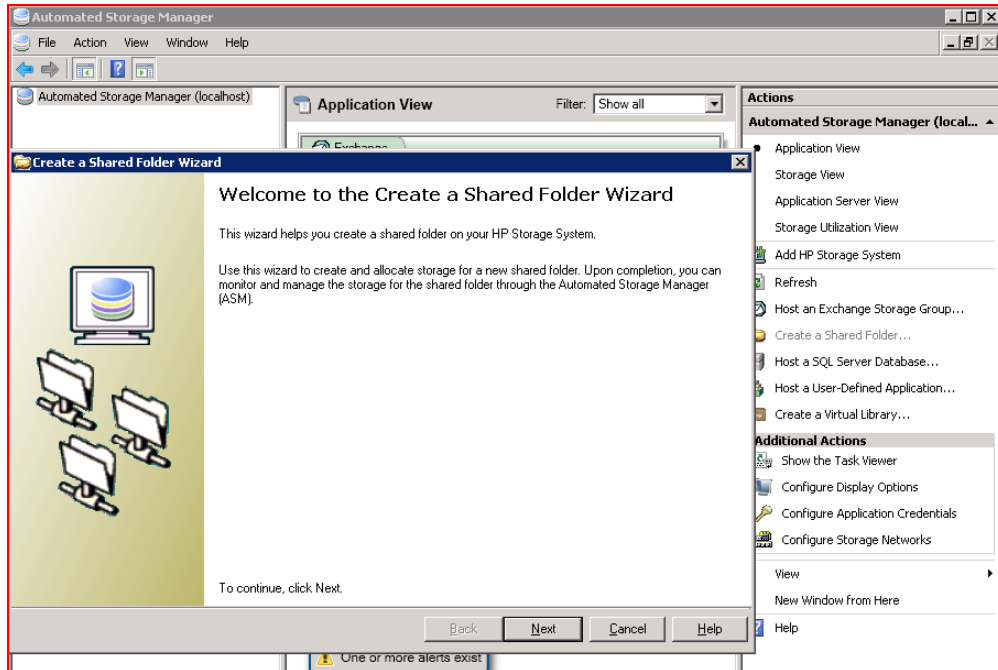 Automated Storage Manager
File Action View Window Help
Automated Storage Manager (localhost)
Application View
Filter: Show all
Exchange
Create a Shared Folder Wizard
Welcome to the Create a Shared Folder Wizard
This wizard helps you create a shared folder on your HP Storage System.
Use this wizard to create and allocate storage for a new shared folder. Upon completion, you can
monitor and manage the storage for the shared folder through the Automated Storage Manager
(ASM).
To continue, click Next.
Back Next Cancel Help
One or more alerts exist
Actions
Automated Storage Manager (local...
Application View
Storage View
Application Server View
Storage Utilization View
Add HP Storage System
Refresh
Host an Exchange Storage Group...
Create a Shared Folder...
Host a SQL Server Database...
Host a User-Defined Application...
Create a Virtual Library...
Additional Actions
Show the Task Viewer
Configure Display Options
Configure Application Credentials
Configure Storage Networks
View
New Window from Here
Help